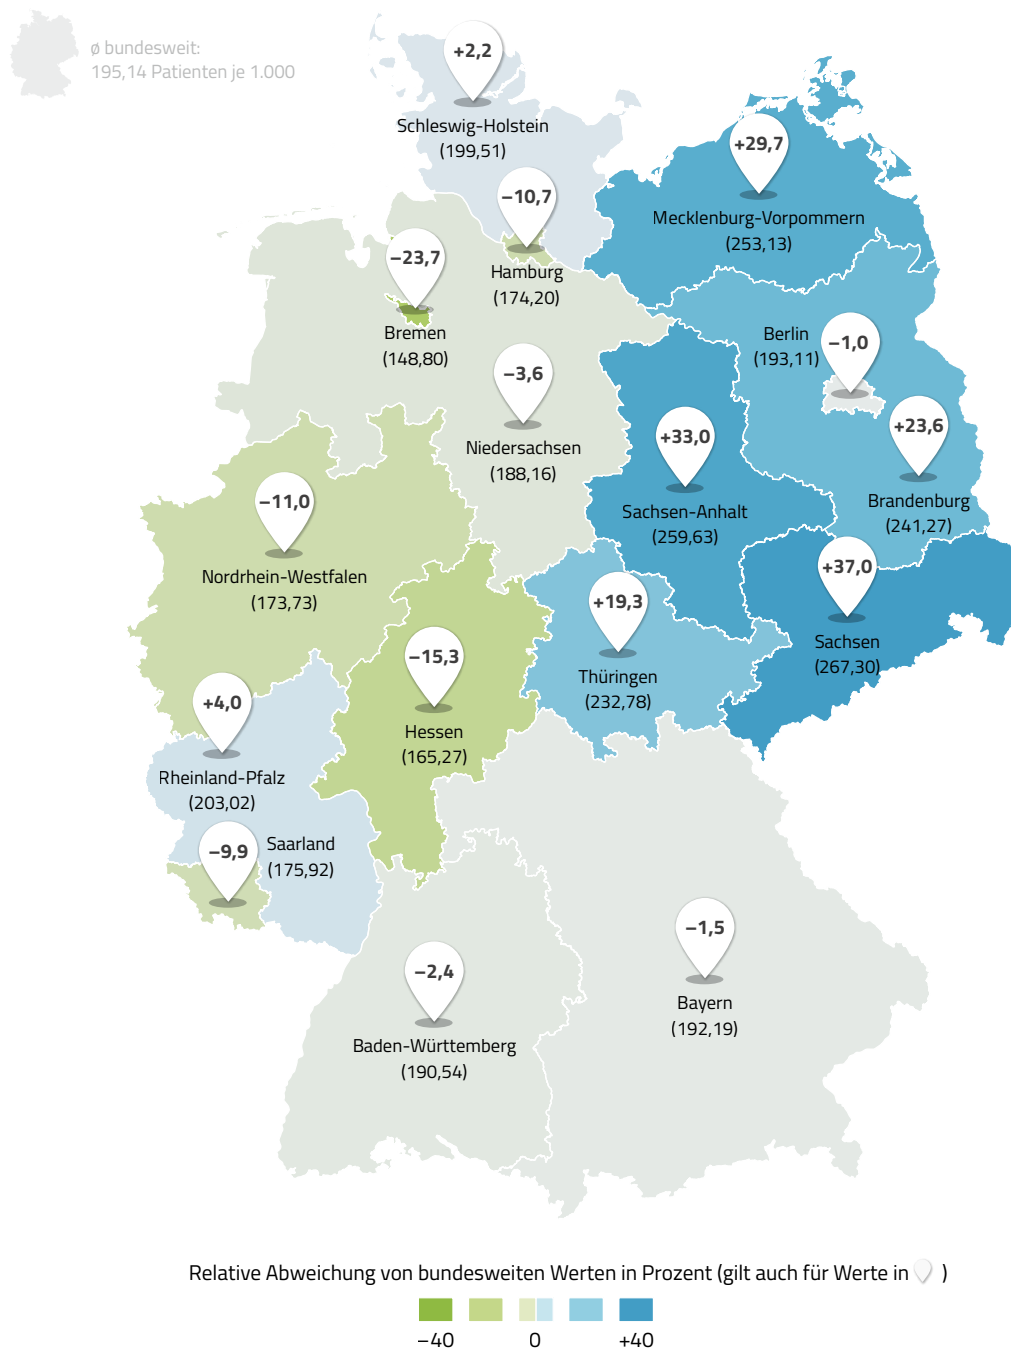 ø bundesweit:
195,14 Patienten je 1.000
+2,2
Schleswig-Holstein
(199,51)
+29,7
Mecklenburg-Vorpommern
(253,13)
–10,7
Hamburg
(174,20)
–23,7
Bremen
(148,80)
Berlin
(193,11)
–1,0
–3,6
Niedersachsen
(188,16)
+33,0
Sachsen-Anhalt
(259,63)
+23,6
Brandenburg
(241,27)
–11,0
Nordrhein-Westfalen
(173,73)
+37,0
Sachsen
(267,30)
+19,3
Thüringen
(232,78)
–15,3
Hessen
(165,27)
+4,0
Rheinland-Pfalz
(203,02)
–9,9
Saarland
(175,92)
–1,5
Bayern
(192,19)
–2,4
Baden-Württemberg
(190,54)
Relative Abweichung von bundesweiten Werten in Prozent (gilt auch für Werte in )
–40 0 +40